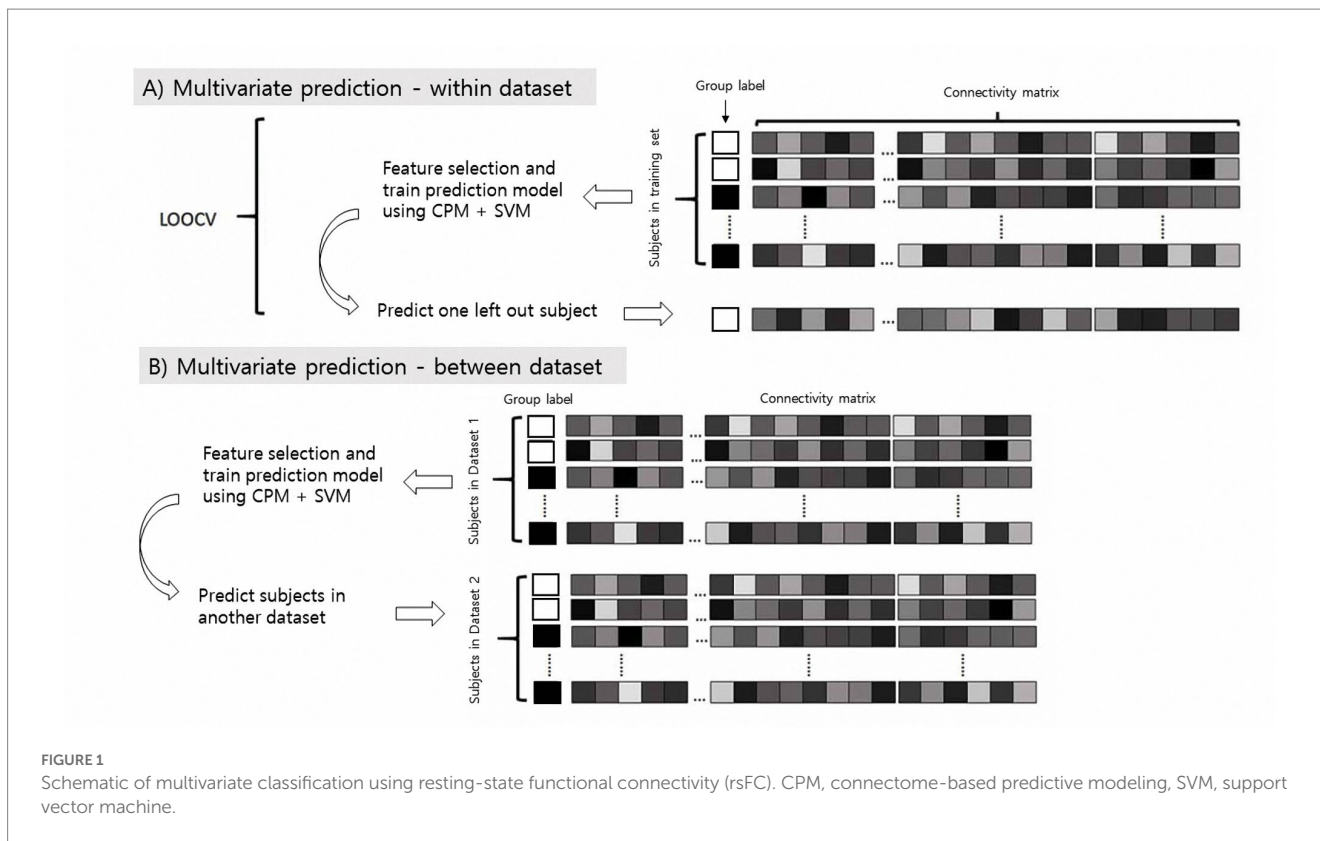 A) Multivariate prediction - within dataset
Group label
Connectivity matrix
LOOCV
Feature selection and
train prediction model
using CPM + SVM
Subjects in training set
...
...
...
Predict one left out subject
...
B) Multivariate prediction - between dataset
Group label
Connectivity matrix
Feature selection and
train prediction model
using CPM + SVM
Subjects in Dataset 1
...
...
...
...
Predict subjects in
another dataset
Subjects in Dataset 2
...
...
...
...
FIGURE 1
Schematic of multivariate classification using resting-state functional connectivity (rsFC). CPM, connectome-based predictive modeling, SVM, support
vector machine.